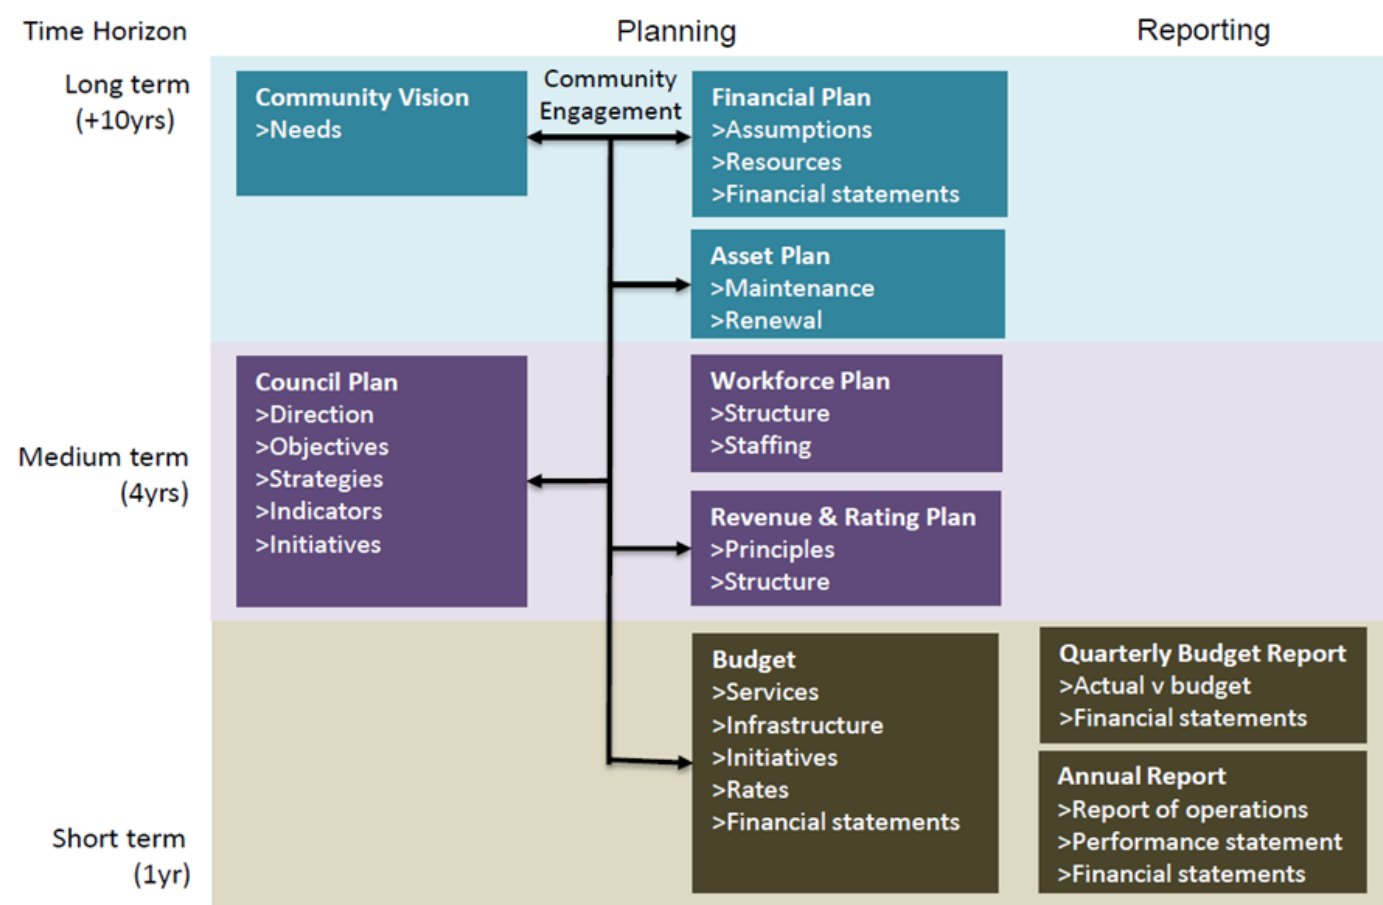 Time Horizon
Planning
Reporting
Long term
(+10yrs)
Community Vision
>Needs
Community
Engagement
Financial Plan
>Assumptions
>Resources
>Financial statements
Asset Plan
>Maintenance
>Renewal
Medium term
(4yrs)
Council Plan
>Direction
>Objectives
>Strategies
>Indicators
>Initiatives
Workforce Plan
>Structure
>Staffing
Revenue & Rating Plan
>Principles
>Structure
Short term
(1yr)
Budget
>Services
>Infrastructure
>Initiatives
>Rates
>Financial statements
Quarterly Budget Report
>Actual v budget
>Financial statements
Annual Report
>Report of operations
>Performance statement
>Financial statements